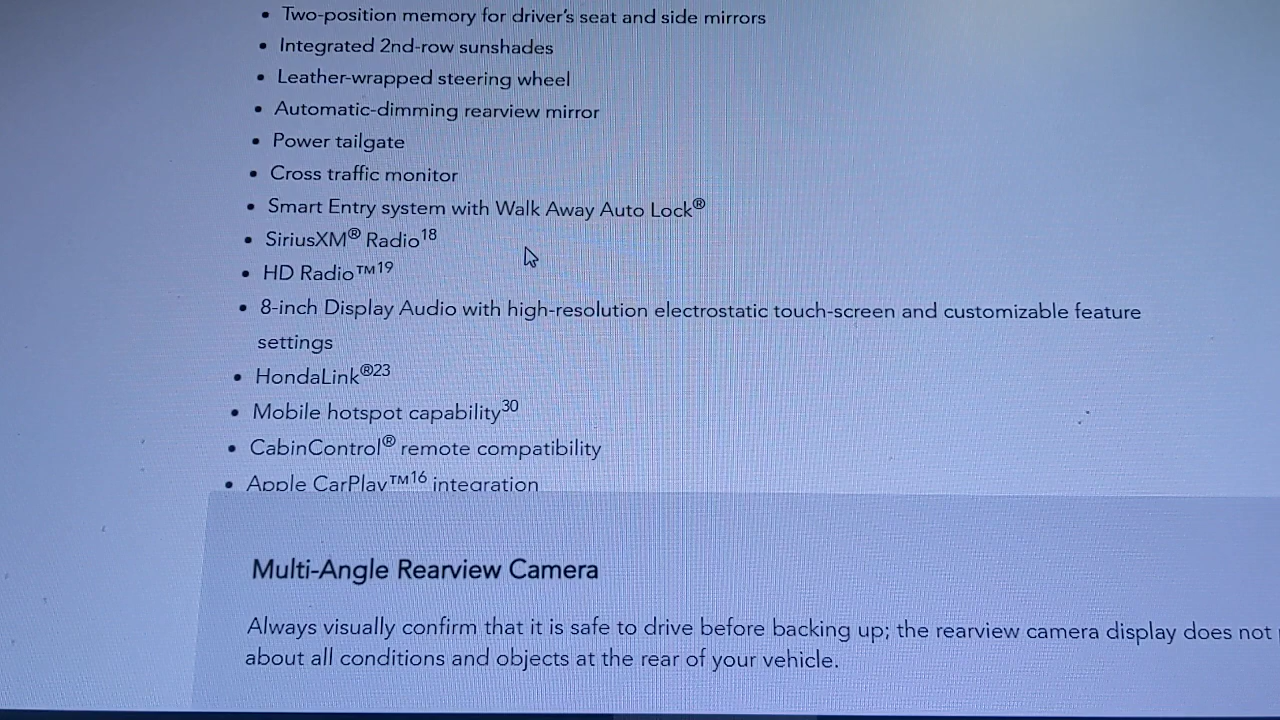 • Two-position memory for driver's seat and side mirrors
• Integrated 2nd-row sunshades
• Leather-wrapped steering wheel
• Automatic-dimming rearview mirror
• Power tailgate
• Cross traffic monitor
• Smart Entry system with Walk Away Auto Lock®
• SiriusXM® Radio18
• HD Radio™19
• 8-inch Display Audio with high-resolution electrostatic touch-screen and customizable feature
settings
• HondaLink®23
• Mobile hotspot capability30
• CabinControl® remote compatibility
• Apple CarPlay™16 integration
Multi-Angle Rearview Camera
Always visually confirm that it is safe to drive before backing up; the rearview camera display does not
about all conditions and objects at the rear of your vehicle.